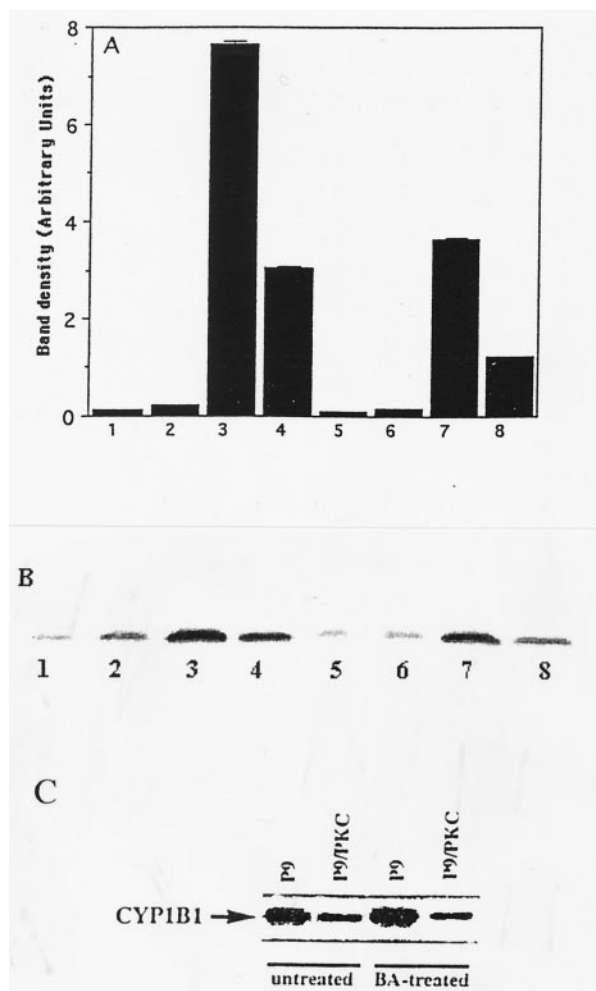 A
Band density (Arbitrary Units)
8
6
4
2
0
1 2 3 4 5 6 7 8
B
1 2 3 4 5 6 7 8
C
P9 P9/PKC P9 P9/PKC
CYP1B1
untreated BA-treated